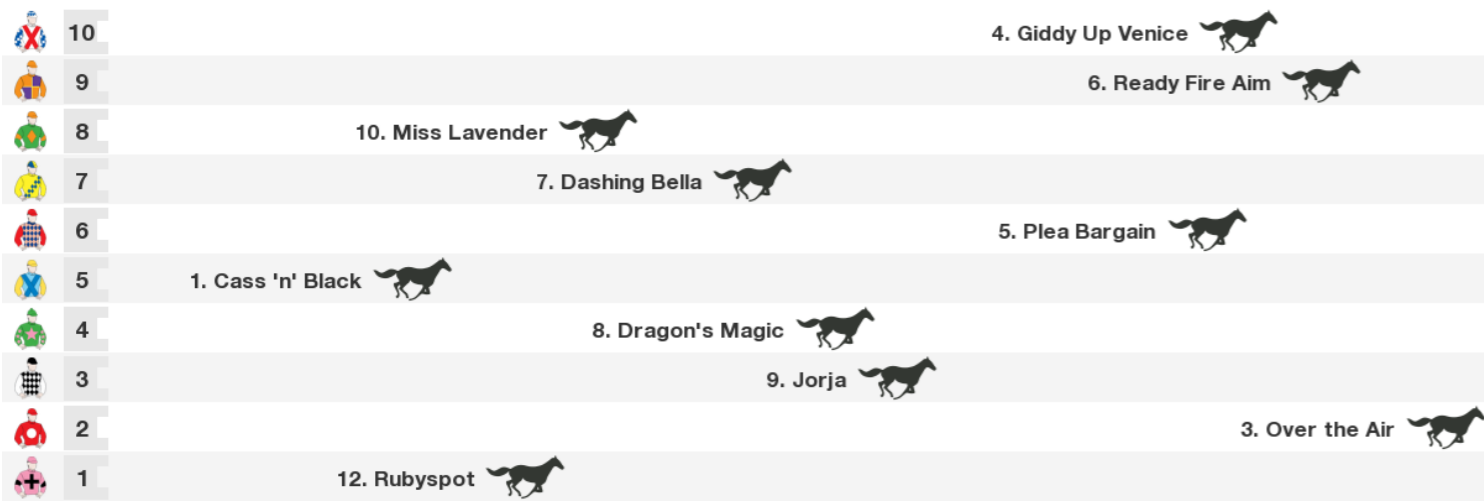 10 4. Giddy Up Venice
9 6. Ready Fire Aim
8 10. Miss Lavender
7 7. Dashing Bella
6 5. Plea Bargain
5 1. Cass 'n' Black
4 8. Dragon's Magic
3 9. Jorja
2 3. Over the Air
1 12. Rubyspot